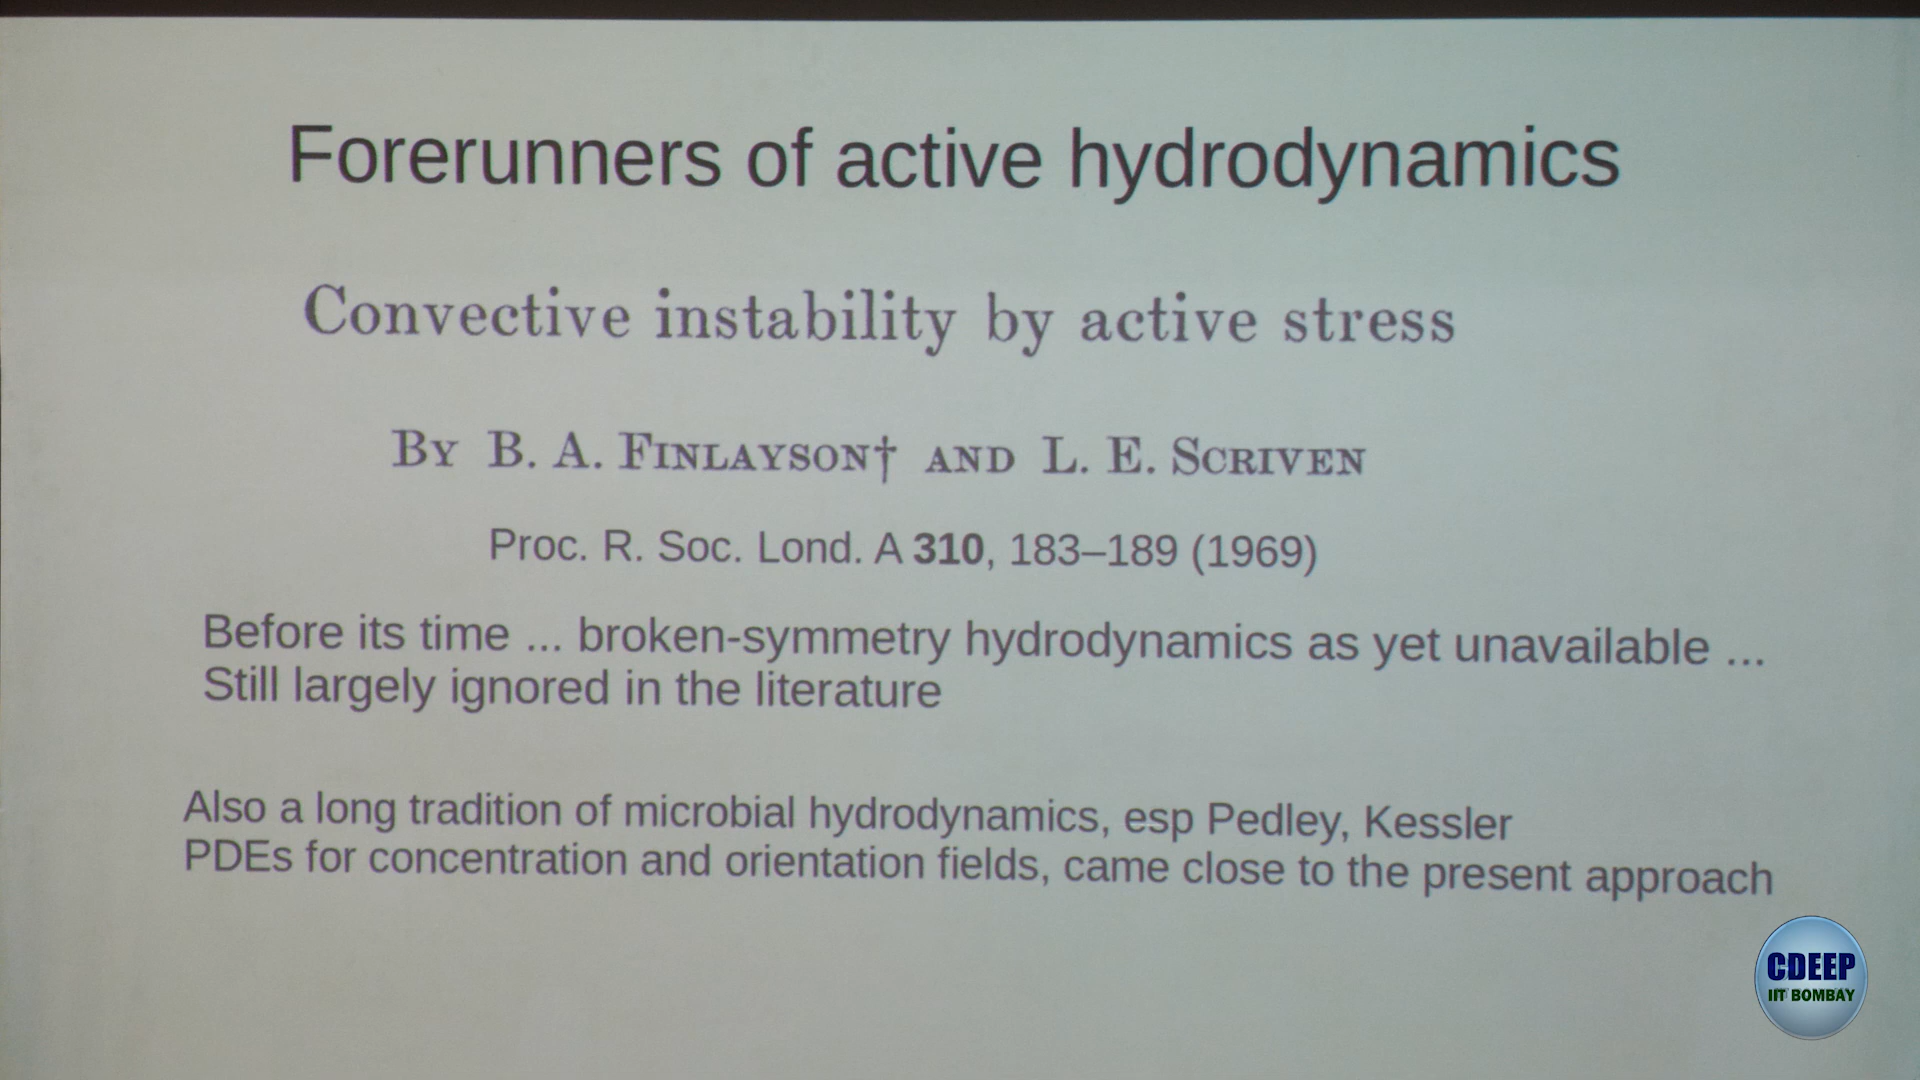 Forerunners of active hydrodynamics
Convective instability by active stress
By B. A. Finlayson† and L. E. Scriven
Proc. R. Soc. Lond. A 310, 183–189 (1969)
Before its time ... broken-symmetry hydrodynamics as yet unavailable ...
Still largely ignored in the literature
Also a long tradition of microbial hydrodynamics, esp Pedley, Kessler
PDEs for concentration and orientation fields, came close to the present approach
CDEEP
IIT BOMBAY